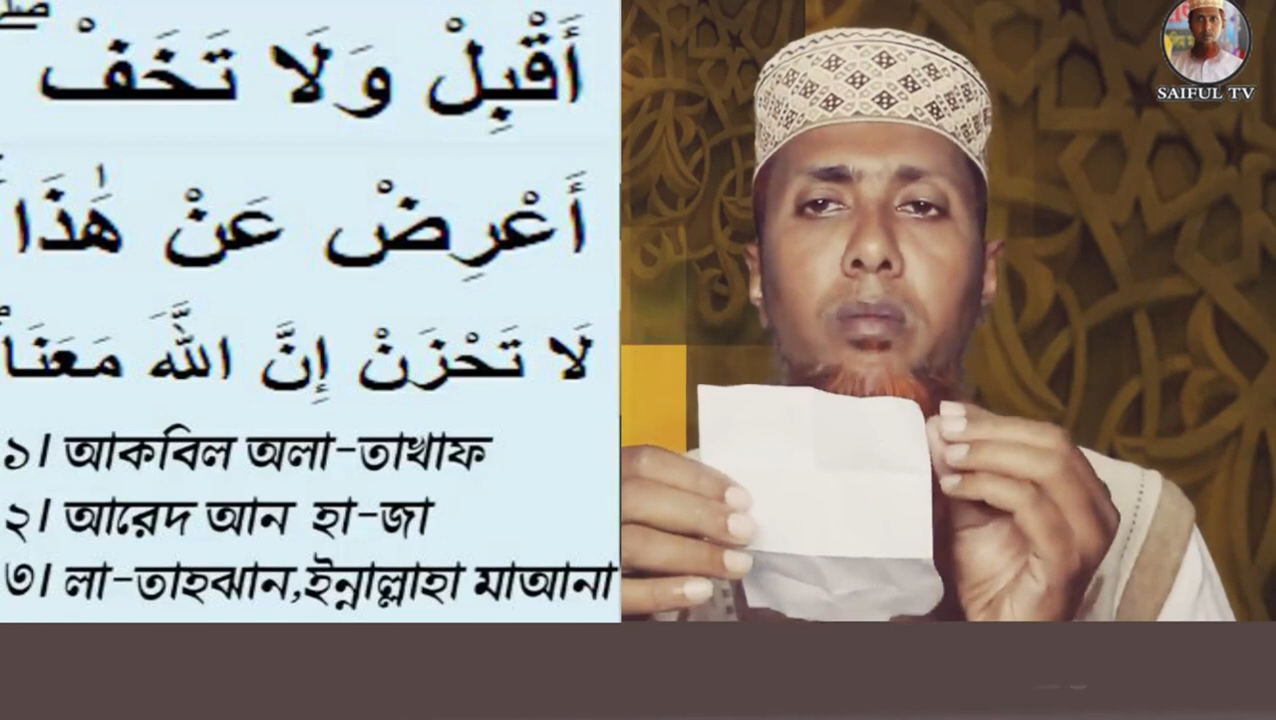 أَقْبِلْ وَلَا تَخَفْ ۖ
أَعْرِضْ عَنْ هَٰذَا
لَا تَحْزَنْ إِنَّ اللَّهَ مَعَنَا
১। আকবিল অলা-তাখাফ
২। আরেদ আন হা-জা
৩। লা-তাহঝান,ইন্নাল্লাহা মাআনা
SAIFUL TV